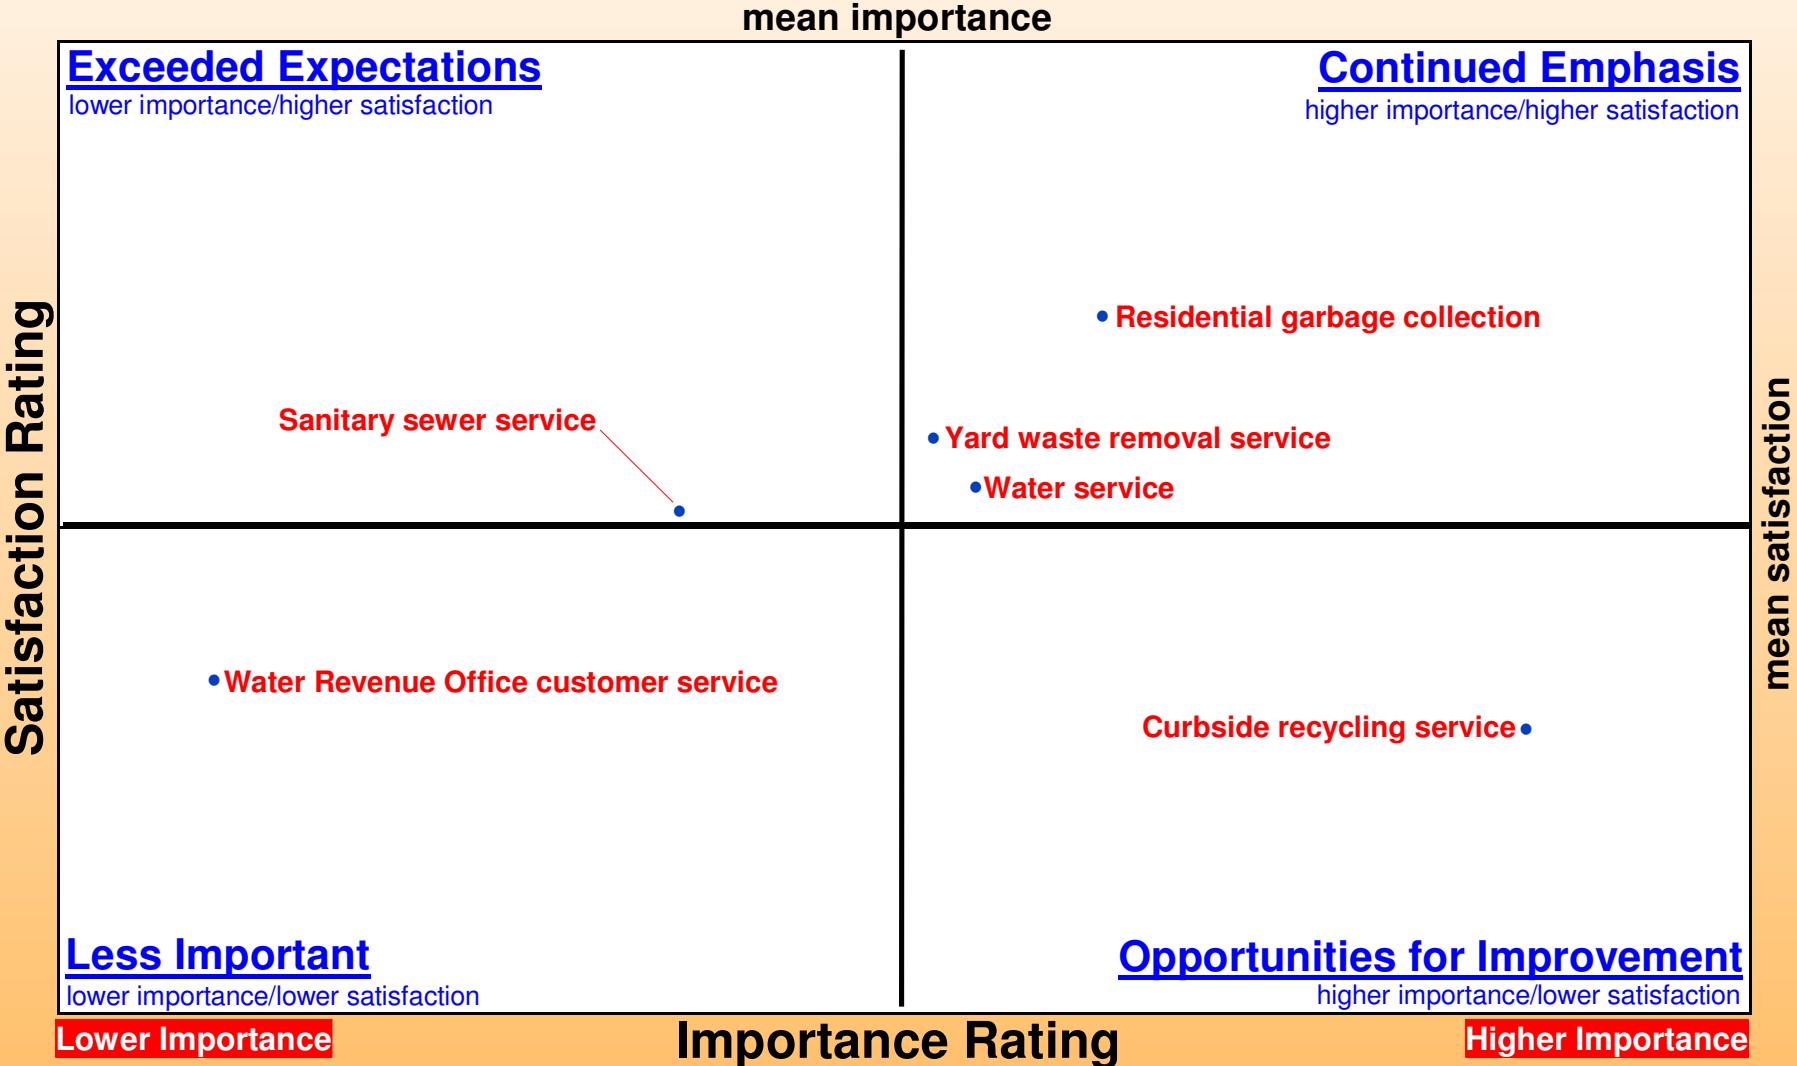 mean importance
Exceeded Expectations
lower importance/higher satisfaction
Continued Emphasis
higher importance/higher satisfaction
Residential garbage collection
Sanitary sewer service
Yard waste removal service
Water service
Satisfaction Rating
mean satisfaction
Water Revenue Office customer service
Curbside recycling service
Less Important
lower importance/lower satisfaction
Opportunities for Improvement
higher importance/lower satisfaction
Lower Importance
Importance Rating
Higher Importance